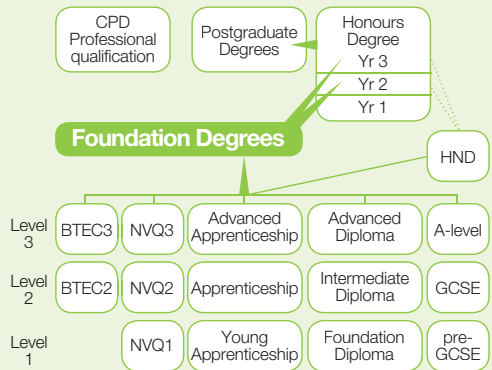 CPD
Professional
qualification
Postgraduate
Degrees
Honours
Degree
Yr 3
Yr 2
Yr 1
Foundation Degrees
HND
Level
3
BTEC3
NVQ3
Advanced
Apprenticeship
Advanced
Diploma
A-level
Level
2
BTEC2
NVQ2
Apprenticeship
Intermediate
Diploma
GCSE
Level
1
NVQ1
Young
Apprenticeship
Foundation
Diploma
pre-
GCSE